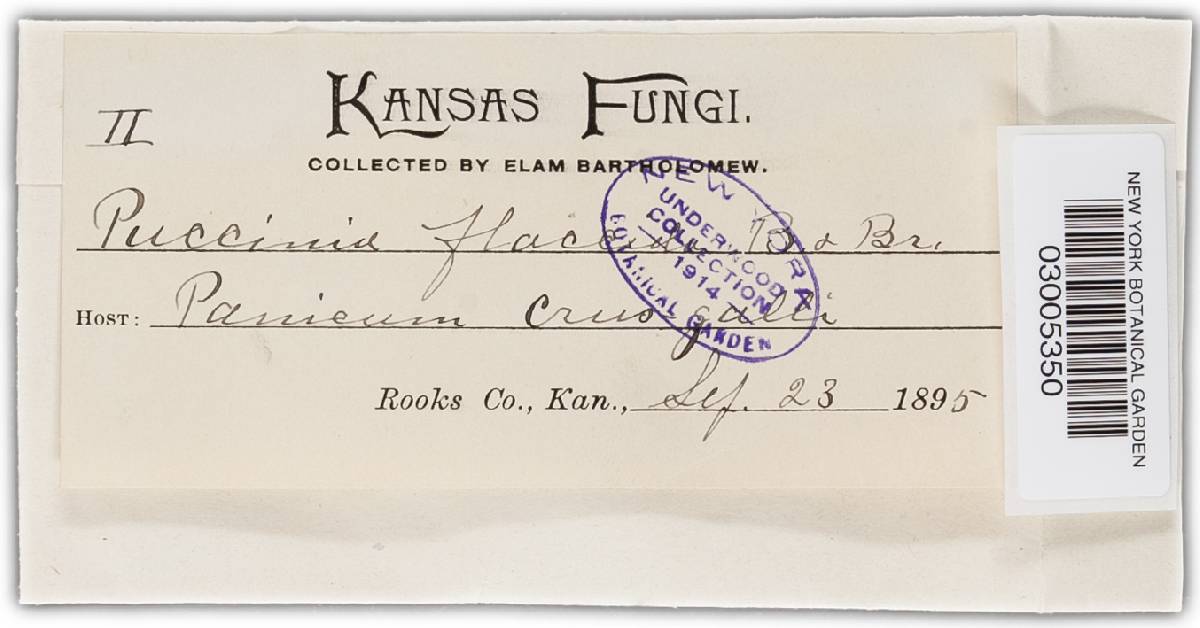 II
KANSAS FUNGI.
COLLECTED BY ELAM BARTHOLOMEW.
Puccinia flaccida B. & Br.
HOST: Panicum crus galli
Rooks Co., Kan., Sep. 23 1895
NEW YORK
UNDERWOOD
COLLECTION
1914
BOTANICAL GARDEN
NEW YORK BOTANICAL GARDEN
03005350